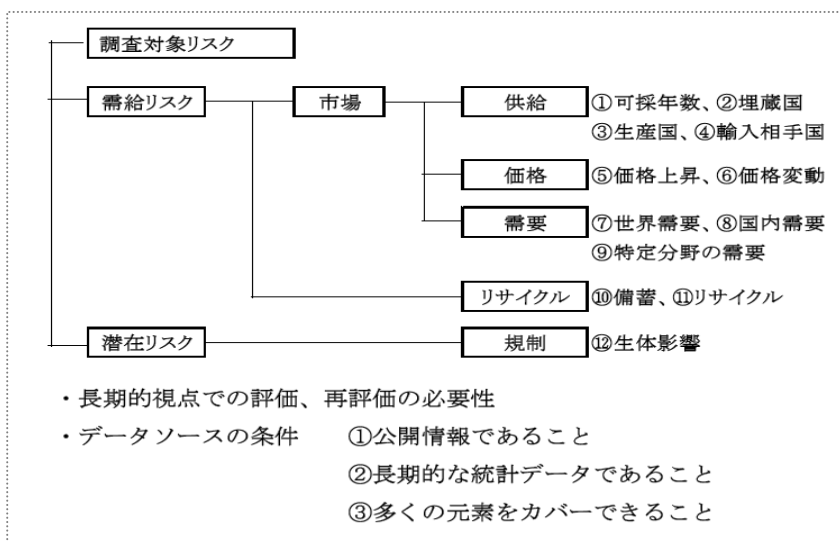 調査対象リスク
需給リスク 市場 供給 ①可採年数、②埋蔵国
③生産国、④輸入相手国
価格 ⑤価格上昇、⑥価格変動
需要 ⑦世界需要、⑧国内需要
⑨特定分野の需要
リサイクル ⑩備蓄、⑪リサイクル
潜在リスク 規制 ⑫生体影響
・長期的視点での評価、再評価の必要性
・データソースの条件 ①公開情報であること
②長期的な統計データであること
③多くの元素をカバーできること